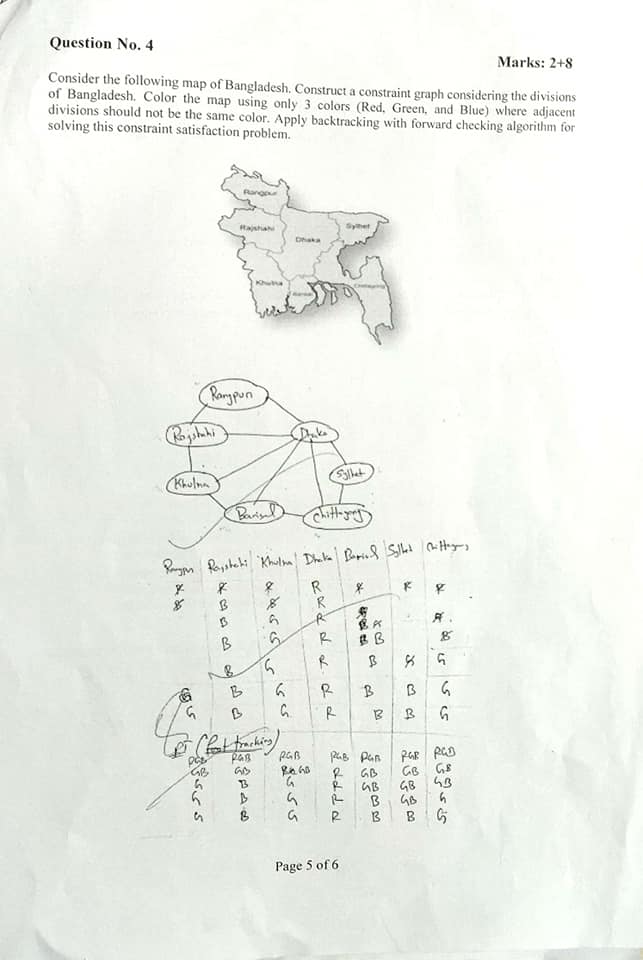 Question No. 4
Marks: 2+8
Consider the following map of Bangladesh. Construct a constraint graph considering the divisions
of Bangladesh. Color the map using only 3 colors (Red, Green, and Blue) where adjacent
divisions should not be the same color. Apply backtracking with forward checking algorithm for
solving this constraint satisfaction problem.
Rangpur
Rajshahi
Dhaka
Sylhet
Khulna
Barisal
Chittagong
Rangpur
Rajshahi
Dhaka
Khulna
Sylhet
Barisal
Chittagong
Rangpur Rajshahi Khulna Dhaka Barisal Sylhet Chittagong
R R R R R R R
B B B R
B G R
B G R B B B
B G R B G G
G B G R B B G
G B G R B B G
tracking)
RGB RGB RGB RGB RGB RGB RGB
GB GB GB R GB GB GB
G B G R GB GB GB
G B G R B GB G
G B G R B B G
Page 5 of 6